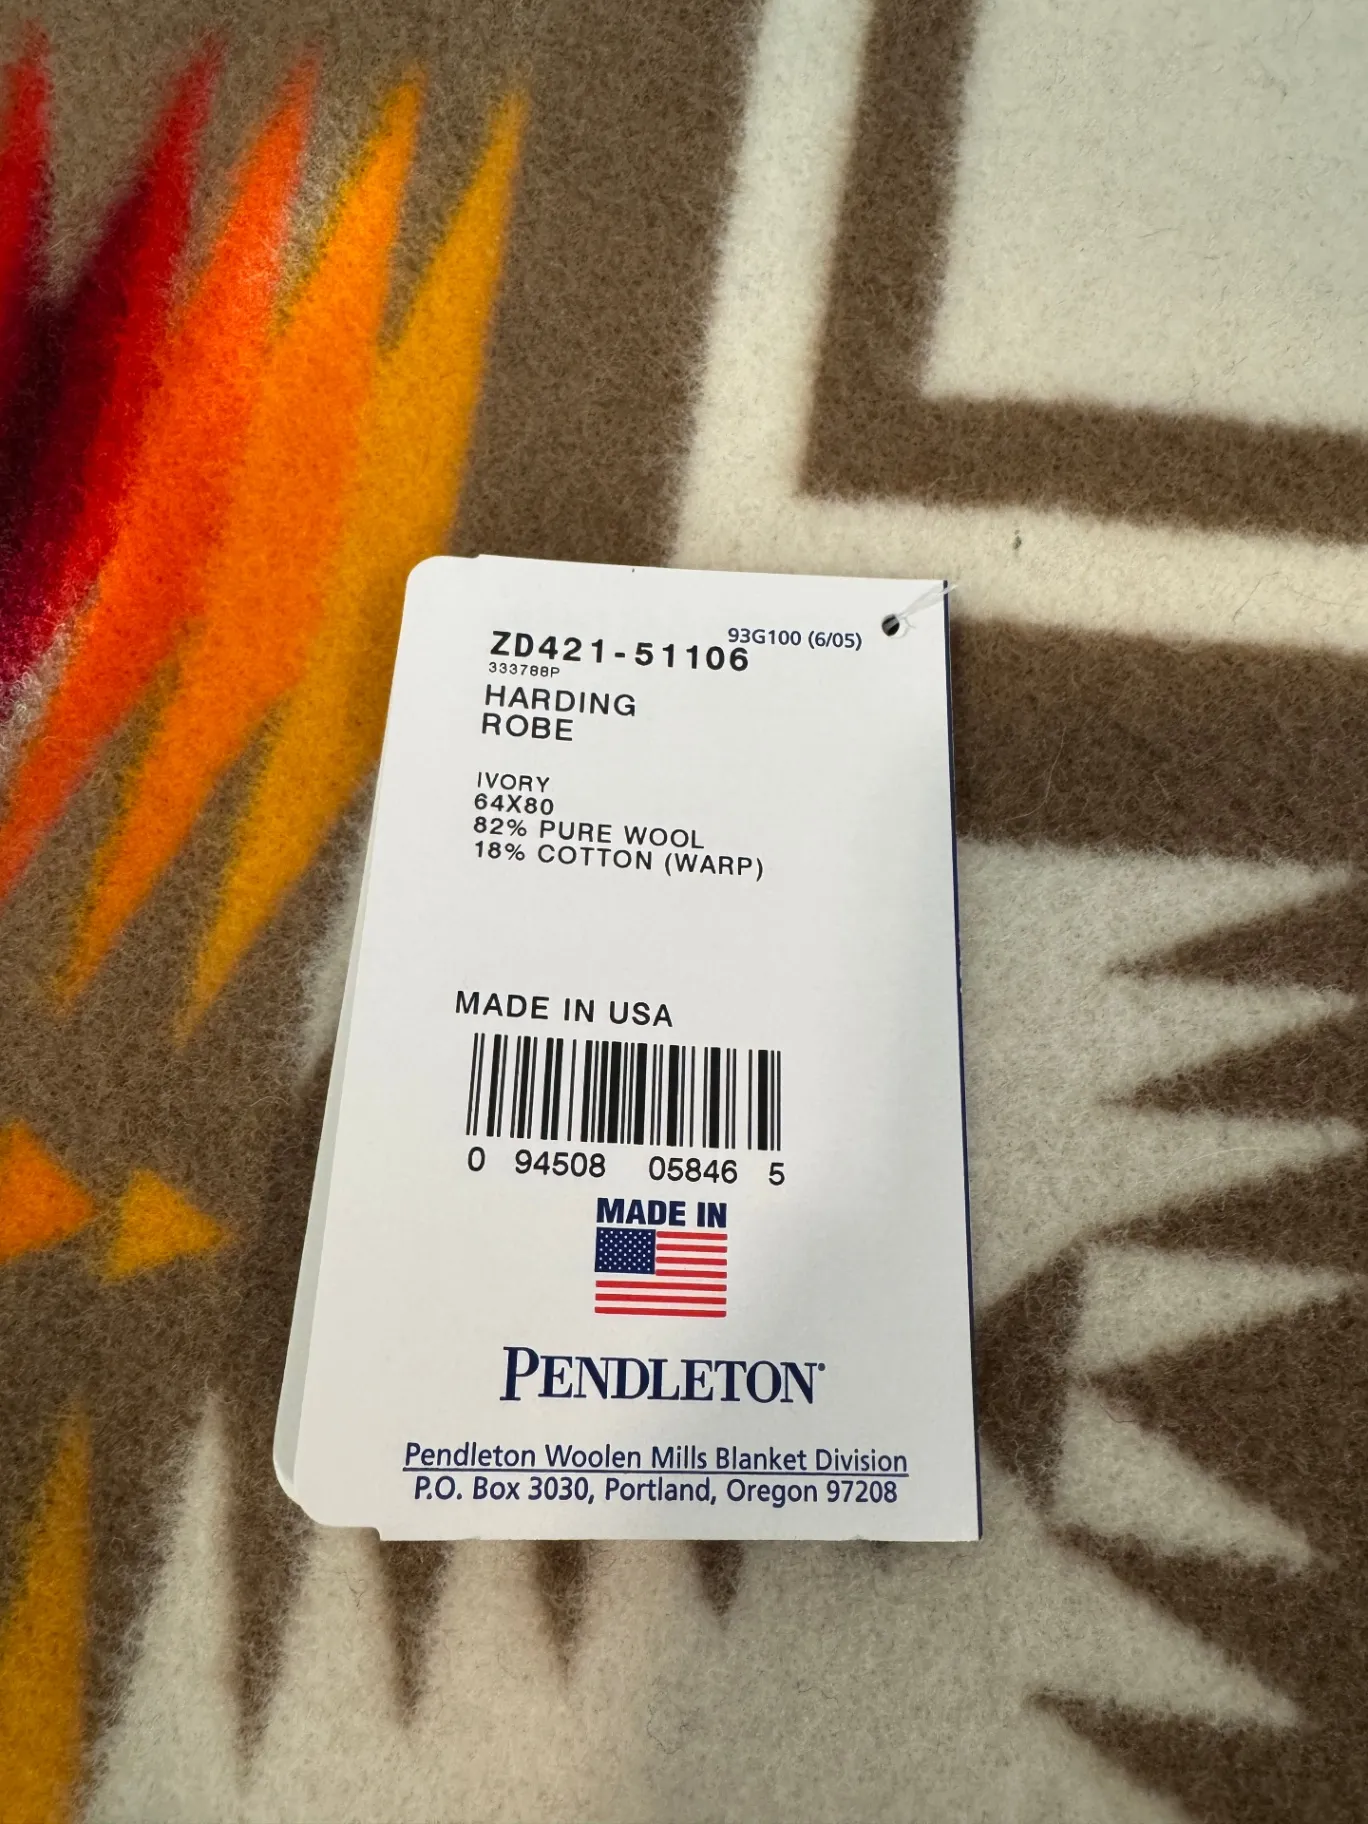 93G100 (6/05)
ZD421-51106
333788P
HARDING
ROBE
IVORY
64X80
82% PURE WOOL
18% COTTON (WARP)
MADE IN USA
0 94508 05846 5
MADE IN
PENDLETON
Pendleton Woolen Mills Blanket Division
P.O. Box 3030, Portland, Oregon 97208